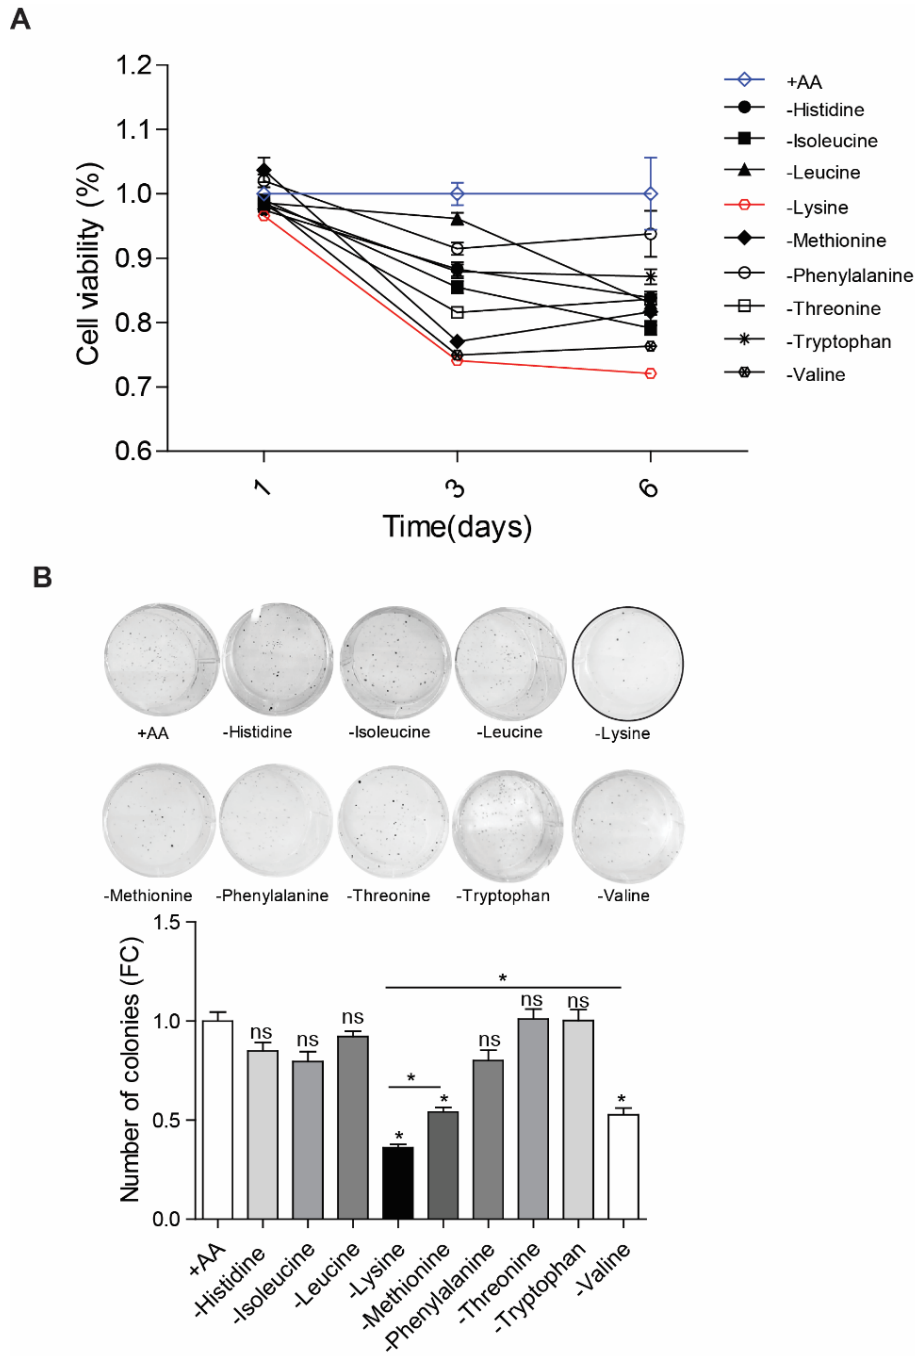 A
1.2
1.1
1.0
0.9
0.8
0.7
0.6
Cell viability (%)
1
3
6
Time(days)
+AA
-Histidine
-Isoleucine
-Leucine
-Lysine
-Methionine
-Phenylalanine
-Threonine
-Tryptophan
-Valine
B
+AA
-Histidine
-Isoleucine
-Leucine
-Lysine
-Methionine
-Phenylalanine
-Threonine
-Tryptophan
-Valine
1.5
1.0
0.5
0.0
Number of colonies (FC)
ns
ns
ns
*
*
*
ns
*
ns
ns
*
+AA
-Histidine
-Isoleucine
-Leucine
-Lysine
-Methionine
-Phenylalanine
-Threonine
-Tryptophan
-Valine